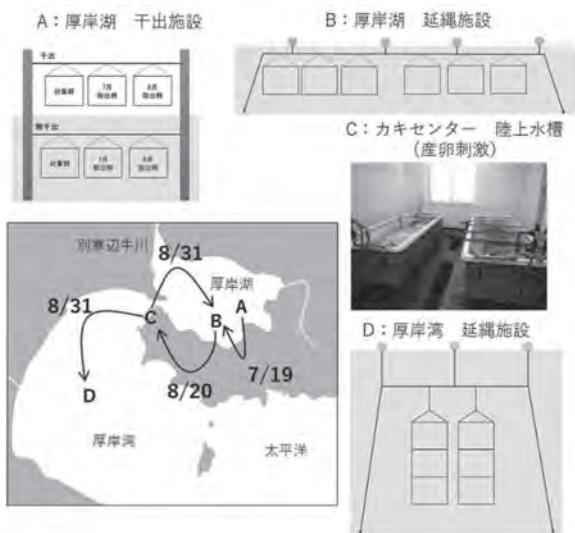 A：厚岸湖　干出施設
干出
対象群
7月
抑出群
8月
抑出群
無干出
対象群
7月
抑出群
8月
抑出群
B：厚岸湖　延縄施設
C：カキセンター　陸上水槽
(産卵刺激)
別寒辺牛川
8/31
厚岸湖
8/31
C
B
A
D
8/20
7/19
厚岸湾
太平洋
D：厚岸湾　延縄施設